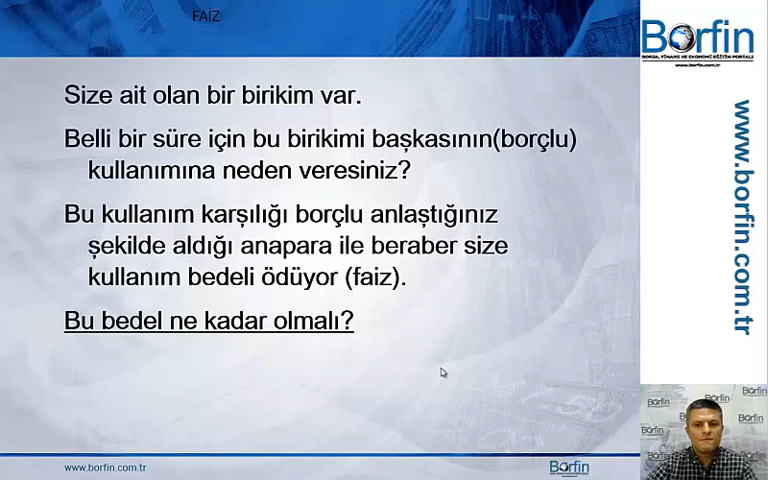 FAİZ
Size ait olan bir birikim var.
Belli bir süre için bu birikimi başkasının(borçlu)
kullanımına neden veresiniz?
Bu kullanım karşılığı borçlu anlaştığınız
şekilde aldığı anapara ile beraber size
kullanım bedeli ödüyor (faiz).
Bu bedel ne kadar olmalı?
www.borfin.com.tr
Borfin
Borfin
BORSA, FİNANS VE EKONOMİ EĞİTİM PORTALI
www.borfin.com.tr
www.borfin.com.tr
Borfin
Borfin
Borfin
Borfin
Borfin